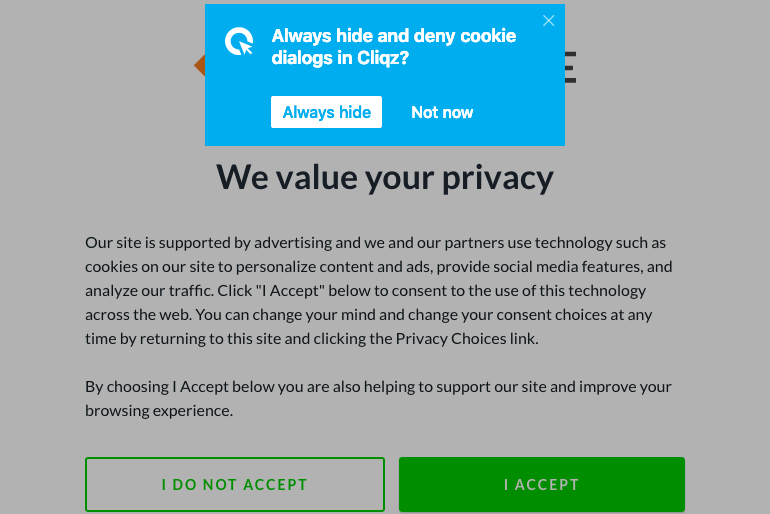 Always hide and deny cookie
dialogs in Cliqz?
Always hide
Not now
We value your privacy
Our site is supported by advertising and we and our partners use technology such as
cookies on our site to personalize content and ads, provide social media features, and
analyze our traffic. Click "I Accept" below to consent to the use of this technology
across the web. You can change your mind and change your consent choices at any
time by returning to this site and clicking the Privacy Choices link.
By choosing I Accept below you are also helping to support our site and improve your
browsing experience.
I DO NOT ACCEPT
I ACCEPT